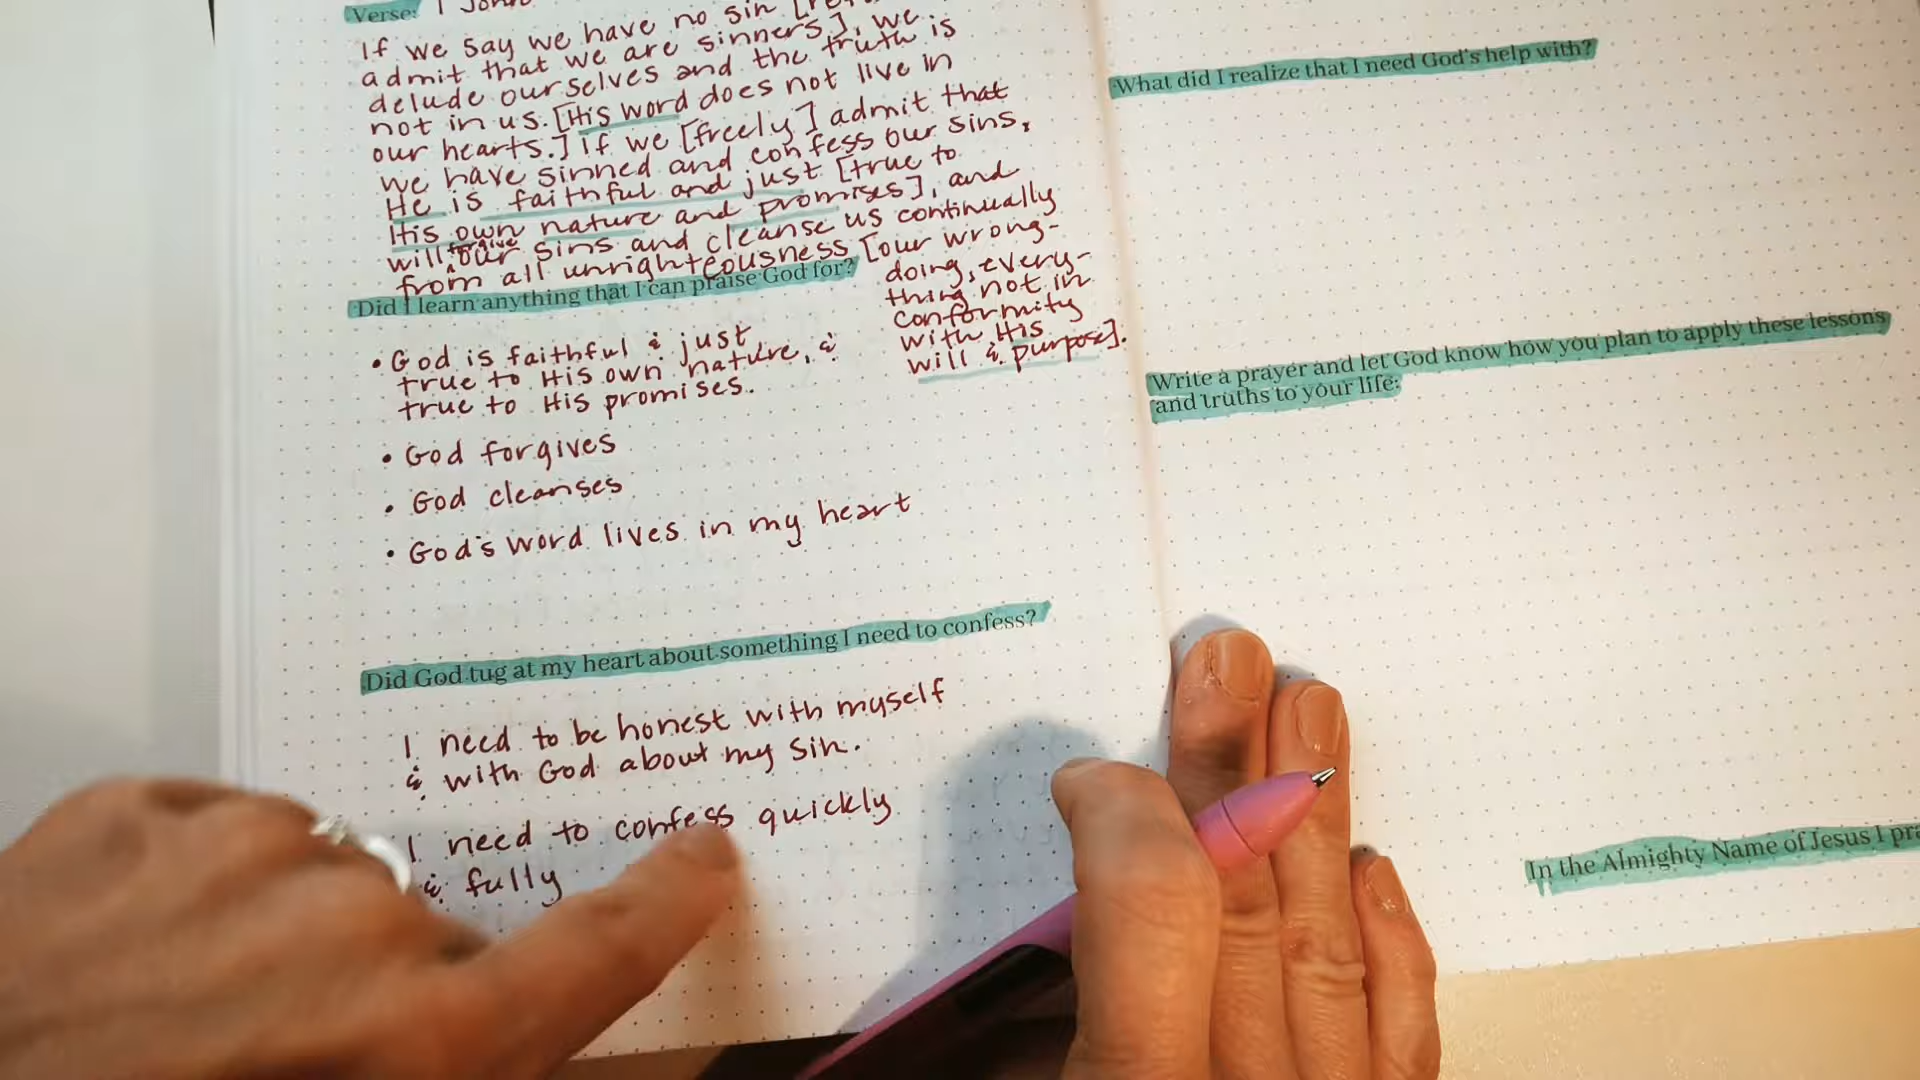 Verse: 1 John
If we say we have no sin
admit that we are sinners], we
delude ourselves and the truth is
not in us. [His word does not live in
our hearts.] If we [freely] admit that
we have sinned and confess our sins,
He is faithful and just [true to
His own nature and promises], and
will forgive our sins and cleanse us continually
from all unrighteousness [our wrong-
doing, every-
thing not in
conformity
with His
will & purpose].
Did I learn anything that I can praise God for?
• God is faithful & just
true to His own nature, &
true to His promises.
• God forgives
• God cleanses
• God's word lives in my heart
Did God tug at my heart about something I need to confess?
I need to be honest with myself
& with God about my sin.
I need to confess quickly
& fully
What did I realize that I need God's help with?
Write a prayer and let God know how you plan to apply these lessons
and truths to your life:
In the Almighty Name of Jesus I